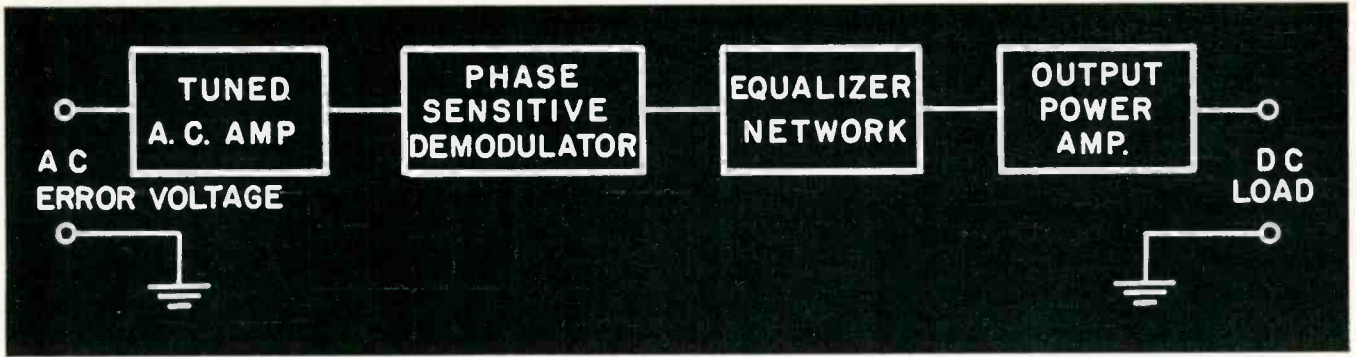 TUNED
A. C. AMP
PHASE
SENSITIVE
DEMODULATOR
EQUALIZER
NETWORK
OUTPUT
POWER
AMP.
A C
ERROR VOLTAGE
D C
LOAD